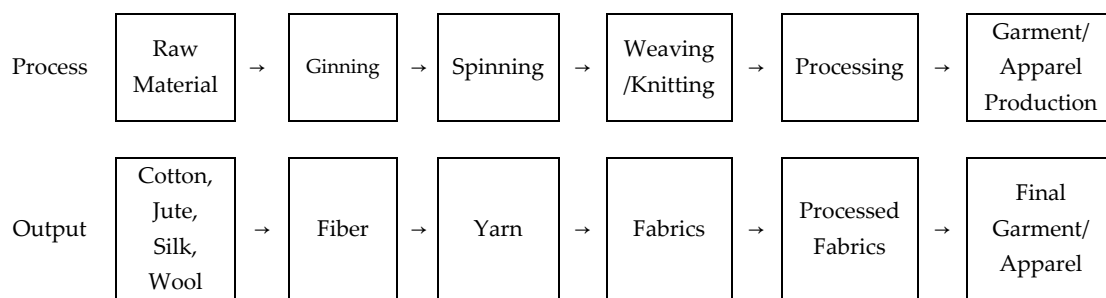 Process
Raw
Material
→
Ginning
→
Spinning
→
Weaving
/Knitting
→
Processing
→
Garment/
Apparel
Production
Output
Cotton,
Jute,
Silk,
Wool
→
Fiber
→
Yarn
→
Fabrics
→
Processed
Fabrics
→
Final
Garment/
Apparel